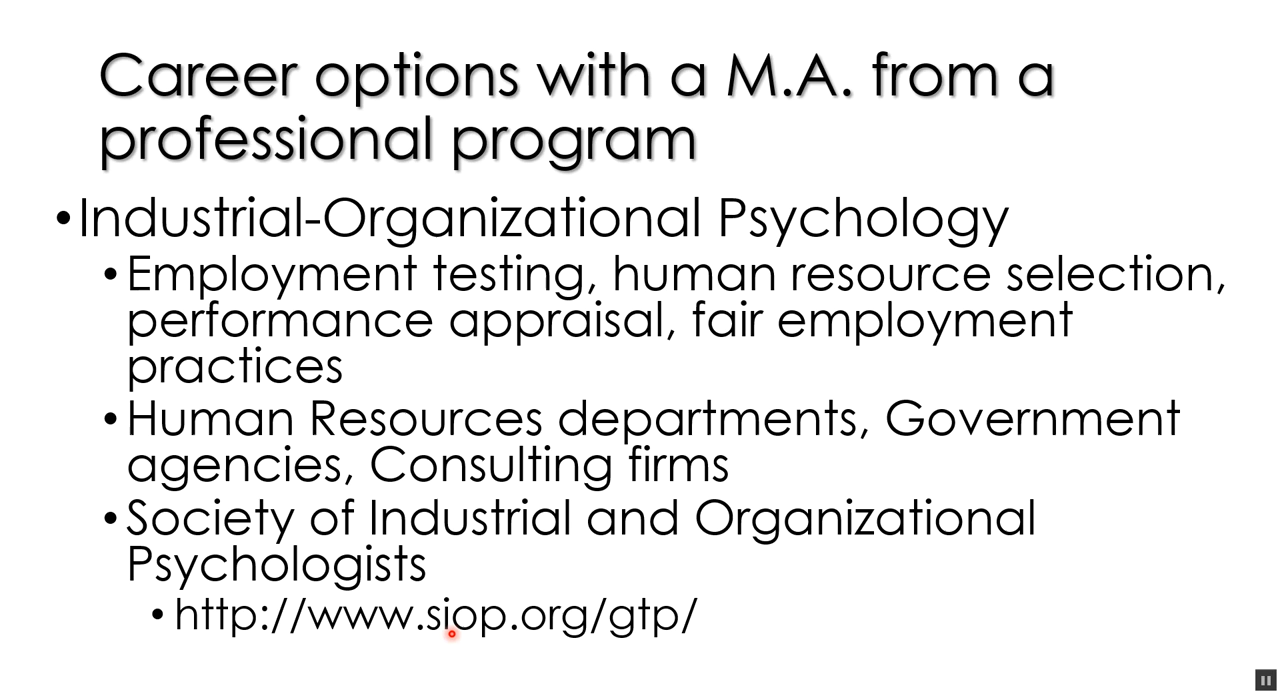 Career options with a M.A. from a
professional program
•Industrial-Organizational Psychology
•Employment testing, human resource selection,
performance appraisal, fair employment
practices
•Human Resources departments, Government
agencies, Consulting firms
•Society of Industrial and Organizational
Psychologists
•http://www.siop.org/gtp/